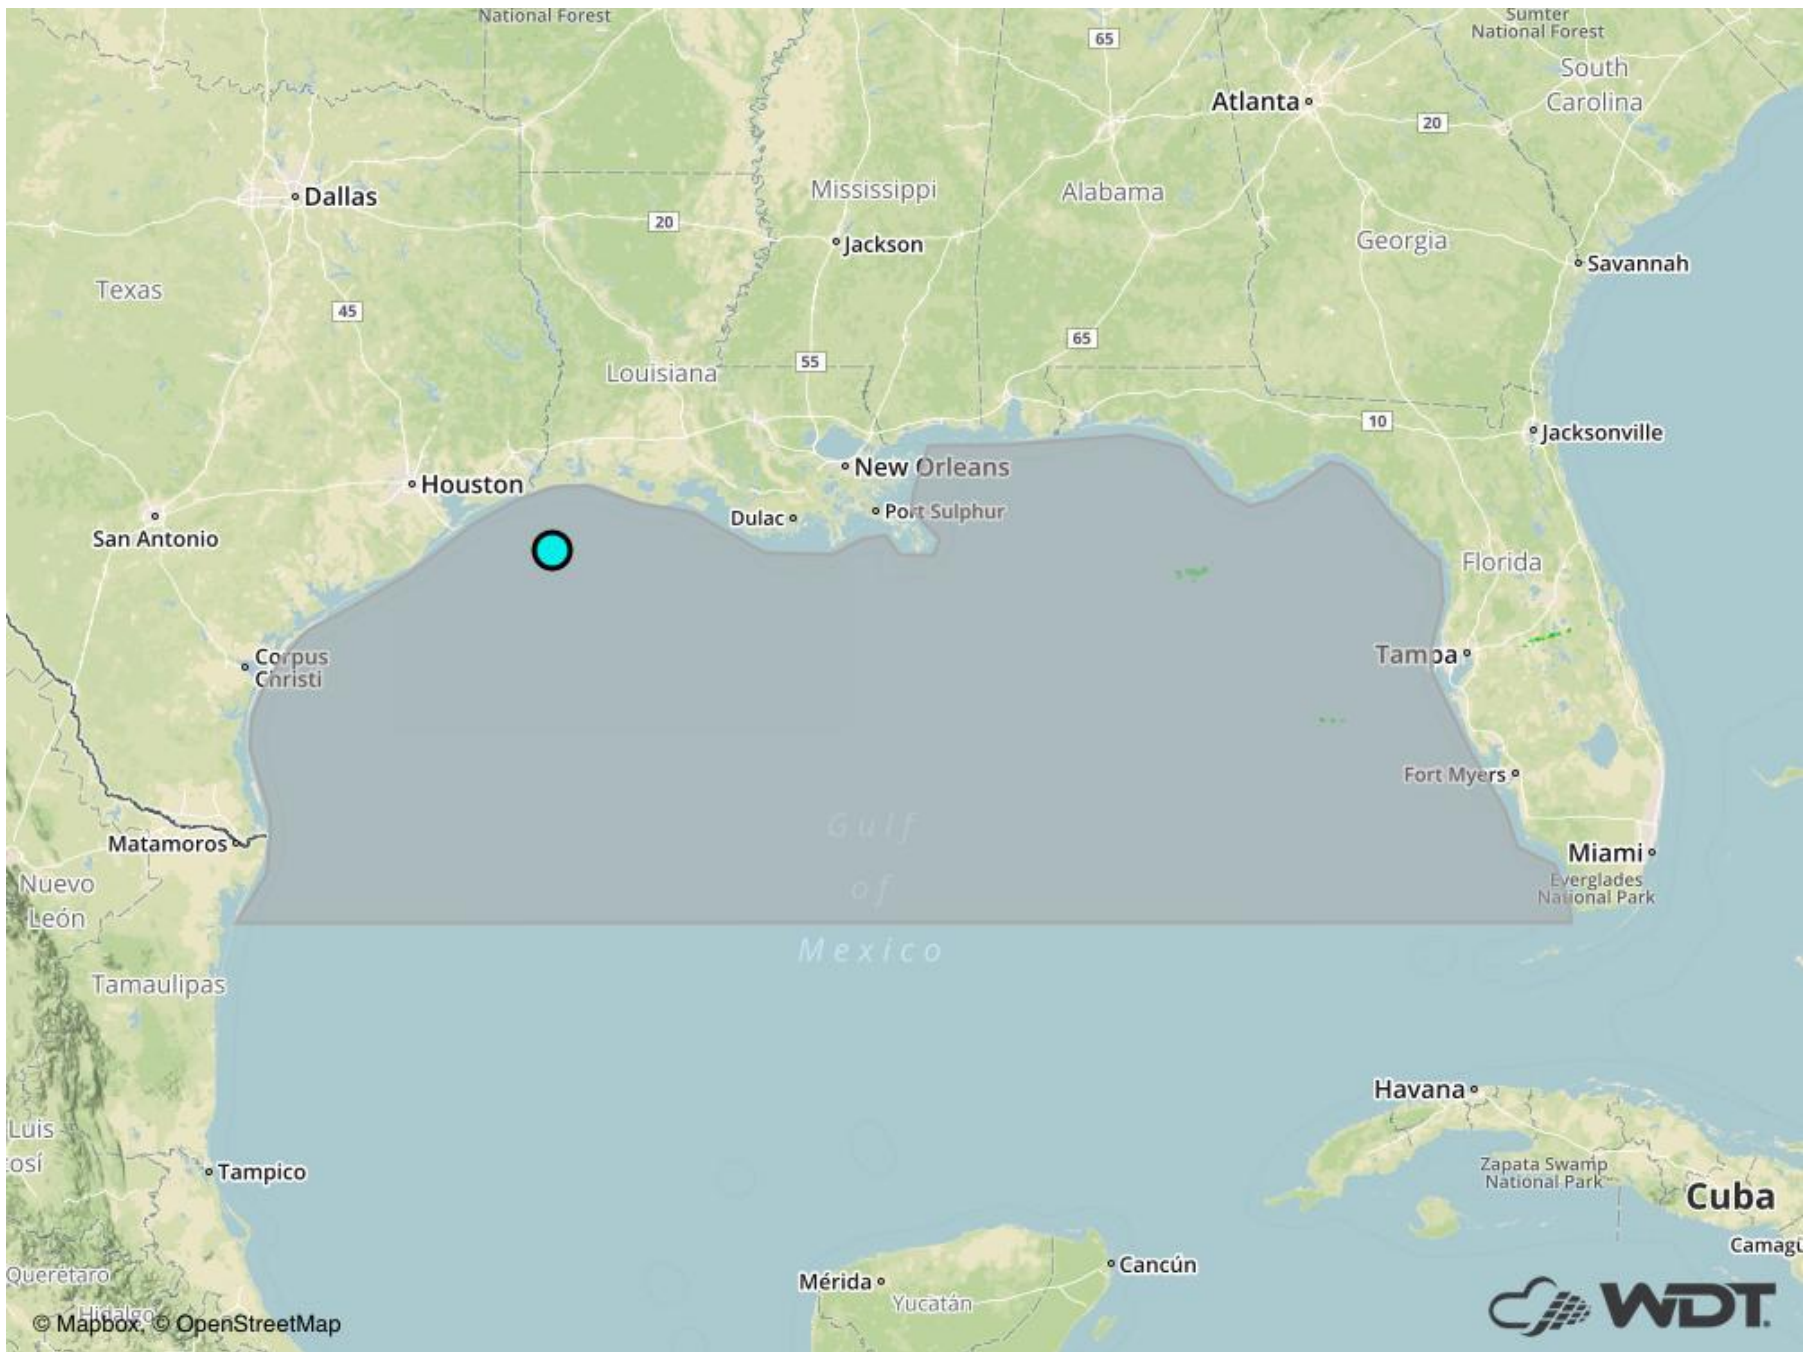 National Forest
65
Sumter
National Forest
South
Carolina
Atlanta
20
Dallas
Mississippi
Alabama
20
Jackson
Georgia
Savannah
Texas
45
65
55
Louisiana
10
Jacksonville
New Orleans
Houston
Port Sulphur
Dulac
San Antonio
Florida
Corpus
Christi
Tampa
Fort Myers
Gulf
of
Mexico
Matamoros
Miami
Everglades
National Park
Nuevo
León
Tamaulipas
Havana
Luis
osí
Tampico
Zapata Swamp
National Park
Cuba
Camagü
Cancún
Mérida
Yucatán
Querétaro
Hidalgo
© Mapbox, © OpenStreetMap
WDT